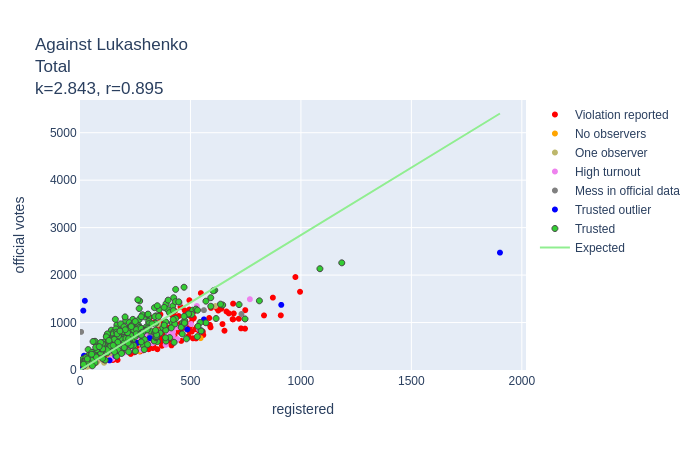 Against Lukashenko
Total
k=2.843, r=0.895
5000
4000
3000
2000
1000
0
0
500
1000
1500
2000
registered
official votes
Violation reported
No observers
One observer
High turnout
Mess in official data
Trusted outlier
Trusted
Expected